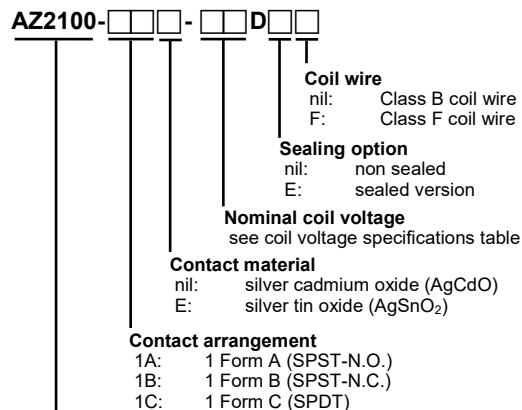 AZ2100-□□□-□□D□□
Coil wire
nil: Class B coil wire
F: Class F coil wire
Sealing option
nil: non sealed
E: sealed version
Nominal coil voltage
see coil voltage specifications table
Contact material
nil: silver cadmium oxide (AgCdO)
E: silver tin oxide (AgSnO₂)
Contact arrangement
1A: 1 Form A (SPST-N.O.)
1B: 1 Form B (SPST-N.C.)
1C: 1 Form C (SPDT)